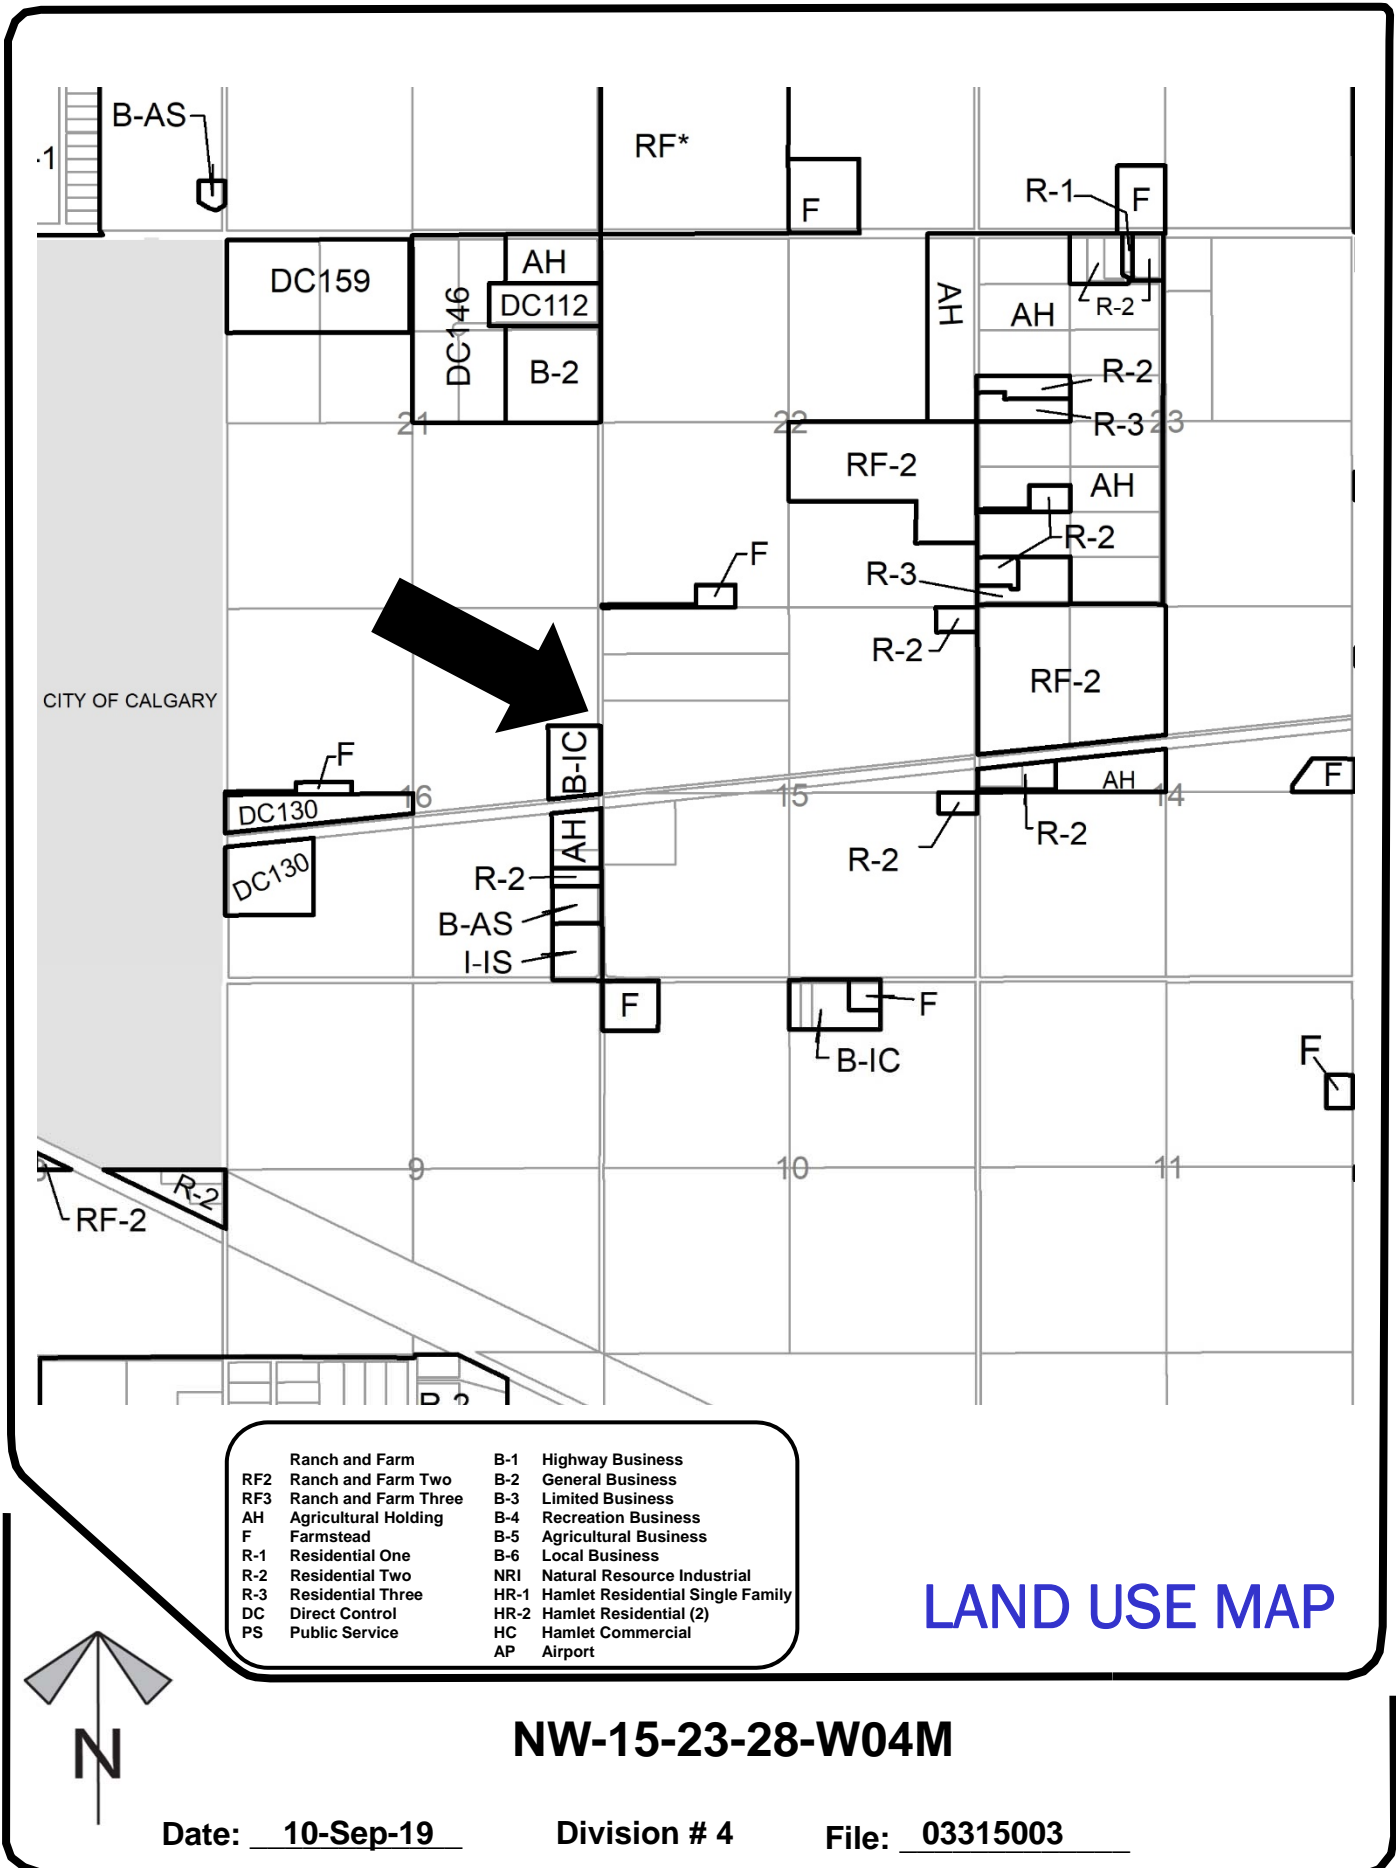 B-AS
RF*
-1
F
R-1
F
DC159
AH
DC112
DC146
B-2
AH
AH
R-2
R-2
R-3
21
22
23
RF-2
AH
R-2
F
R-3
R-2
RF-2
CITY OF CALGARY
B-IC
F
16
DC130
15
AH
F
14
R-2
R-2
AH
DC130
R-2
B-AS
I-IS
F
F
B-IC
F
9
10
11
R-2
RF-2
R-2
Ranch and Farm
RF2 Ranch and Farm Two
RF3 Ranch and Farm Three
AH Agricultural Holding
F Farmstead
R-1 Residential One
R-2 Residential Two
R-3 Residential Three
DC Direct Control
PS Public Service
B-1 Highway Business
B-2 General Business
B-3 Limited Business
B-4 Recreation Business
B-5 Agricultural Business
B-6 Local Business
NRI Natural Resource Industrial
HR-1 Hamlet Residential Single Family
HR-2 Hamlet Residential (2)
HC Hamlet Commercial
AP Airport
LAND USE MAP
N
NW-15-23-28-W04M
Date: 10-Sep-19 Division # 4 File: 03315003